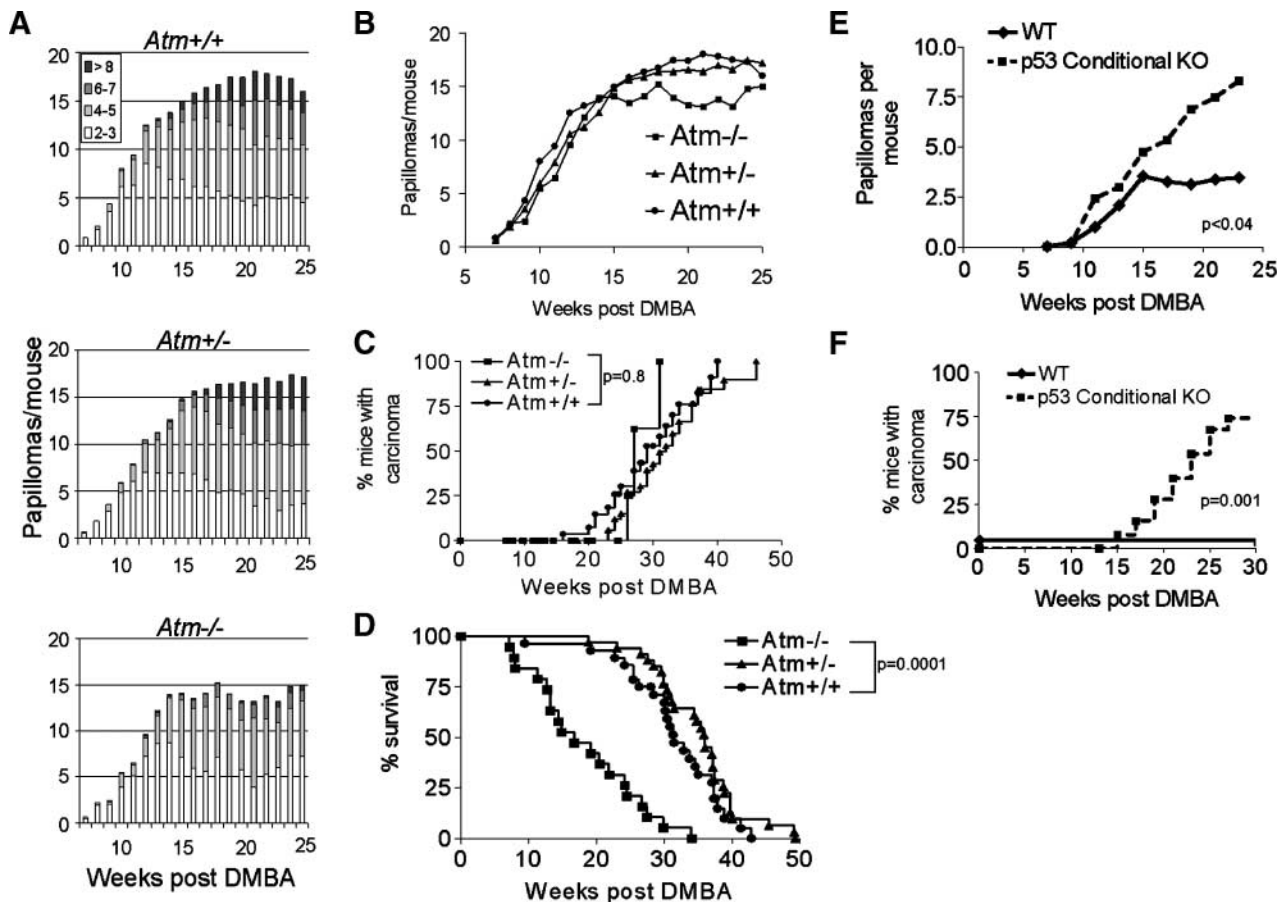 A
Atm+/+
20
15
10
5
0
> 8
6-7
4-5
2-3
10 15 20 25
Papillomas/mouse
Atm+/-
20
15
10
5
0
10 15 20 25
Atm-/-
20
15
10
5
0
10 15 20 25
Weeks post DMBA
B
Papillomas/mouse
20
15
10
5
0
Atm-/-
Atm+/-
Atm+/+
5 10 15 20 25
Weeks post DMBA
C
% mice with carcinoma
100
75
50
25
0
Atm-/-
Atm+/-
Atm+/+
p=0.8
0 10 20 30 40 50
Weeks post DMBA
D
% survival
100
75
50
25
0
Atm-/-
Atm+/-
Atm+/+
p=0.0001
0 10 20 30 40 50
Weeks post DMBA
E
WT
p53 Conditional KO
Papillomas per mouse
10.0
7.5
5.0
2.5
0.0
p<0.04
0 5 10 15 20 25
Weeks post DMBA
F
WT
p53 Conditional KO
% mice with carcinoma
100
75
50
25
0
p=0.001
0 5 10 15 20 25 30
Weeks post DMBA